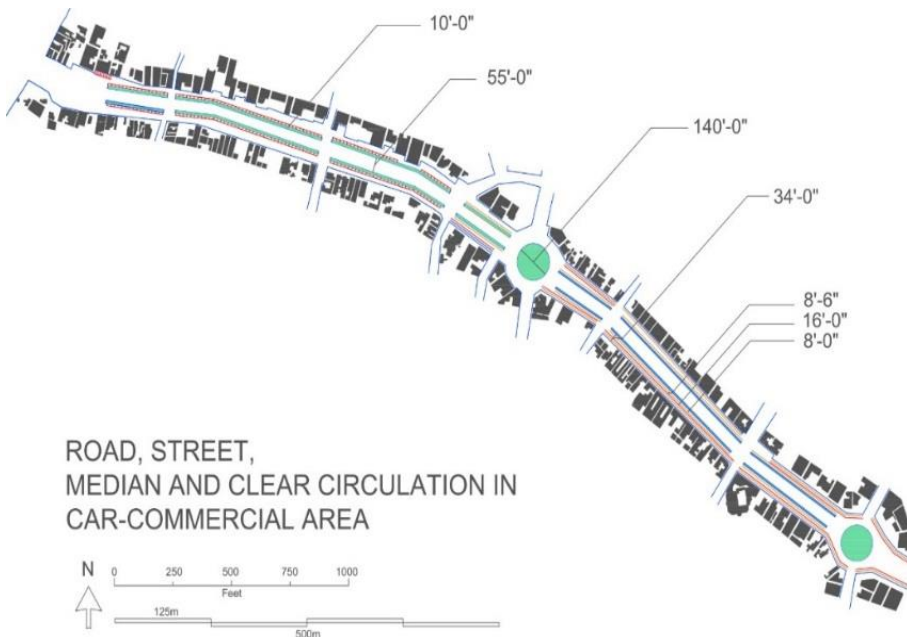 10'-0"
55'-0"
140'-0"
34'-0"
8'-6"
16'-0"
8'-0"
ROAD, STREET,
MEDIAN AND CLEAR CIRCULATION IN
CAR-COMMERCIAL AREA
N
0 250 500 750 1000
Feet
125m
500m